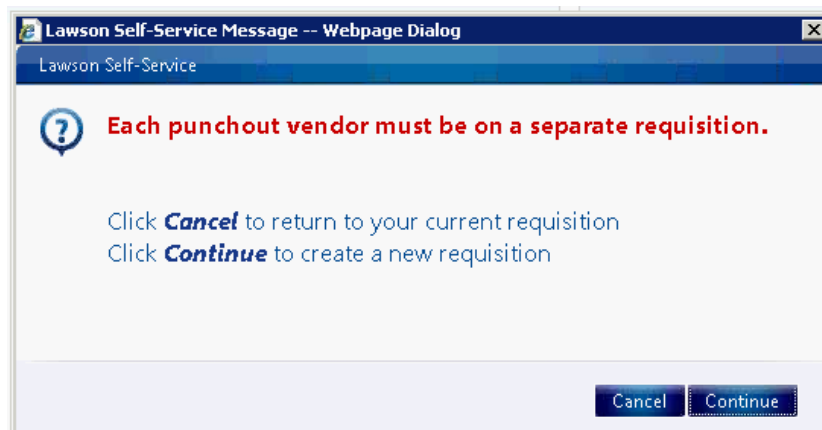 Lawson Self-Service Message -- Webpage Dialog
Lawson Self-Service
Each punchout vendor must be on a separate requisition.
Click Cancel to return to your current requisition
Click Continue to create a new requisition
Cancel Continue